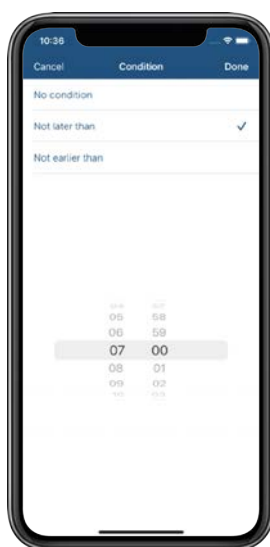 10:36
Cancel Condition Done
No condition
Not later than
Not earlier than
05 58
06 59
07 00
08 01
09 02